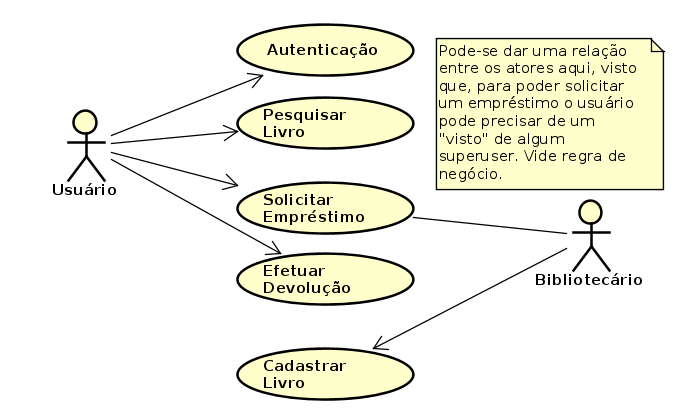 Autenticação
Pode-se dar uma relação
entre os atores aqui, visto
que, para poder solicitar
um empréstimo o usuário
pode precisar de um
"visto" de algum
superuser. Vide regra de
negócio.
Pesquisar
Livro
Usuário
Solicitar
Empréstimo
Efetuar
Devolução
Bibliotecário
Cadastrar
Livro